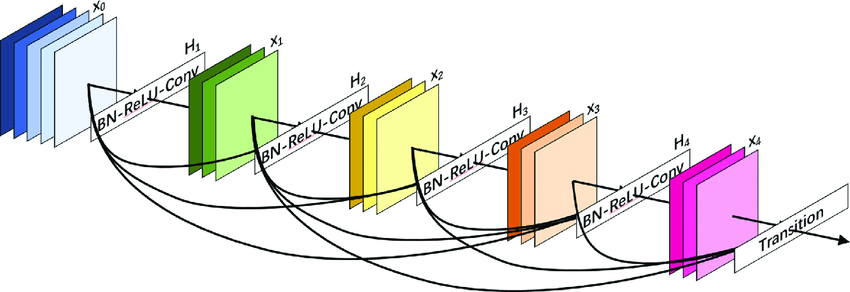 x0
H1
BN-ReLU-Conv
x1
H2
BN-ReLU-Conv
x2
H3
BN-ReLU-Conv
x3
H4
BN-ReLU-Conv
x4
Transition